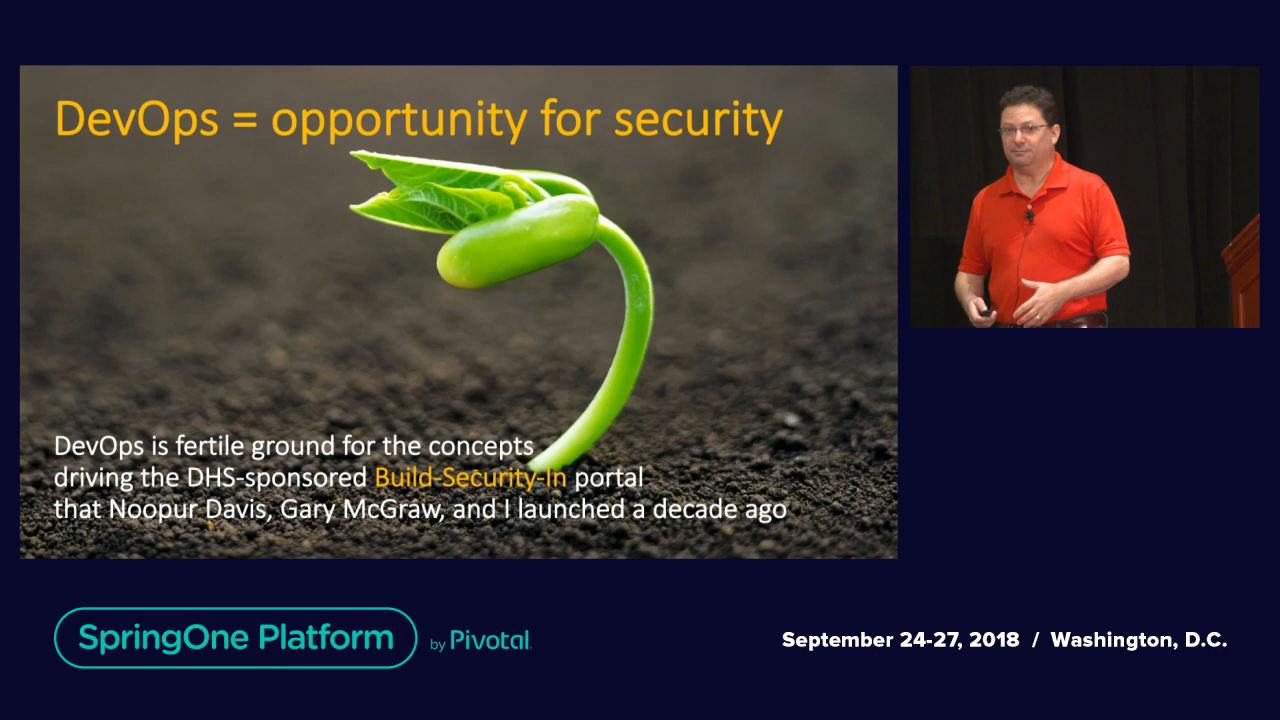 DevOps = opportunity for security
DevOps is fertile ground for the concepts
driving the DHS-sponsored Build-Security-In portal
that Noopur Davis, Gary McGraw, and I launched a decade ago
SpringOne Platform by Pivotal.
September 24-27, 2018 / Washington, D.C.